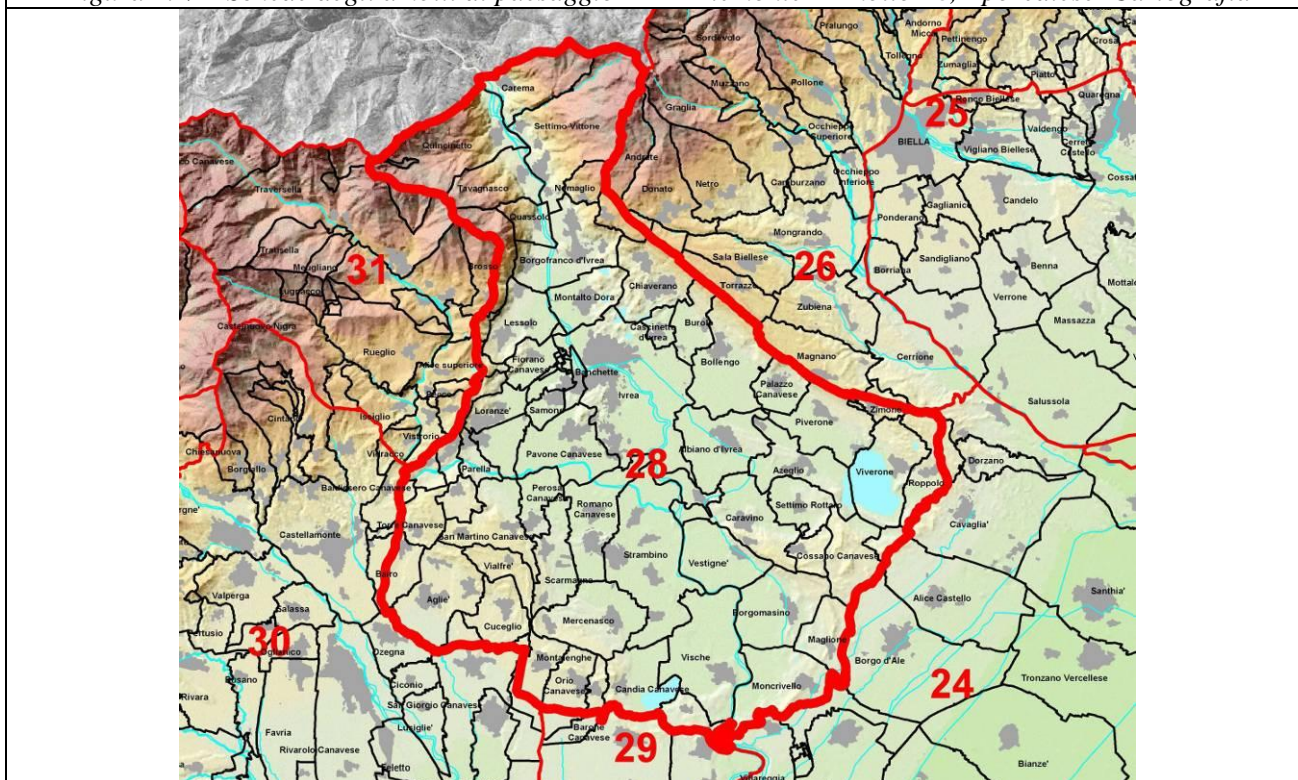 Sordevolo
Pralungo
Andorno
Micca
Pettinengo
Crosa
Tollegno
Zumaglia
Piatto
Muzzano
Pollone
Ronco Biellese
Quaregna
Carema
Graglia
25
Settimo Vittone
Occhieppo
Superiore
BIELLA
Valdengo
Vigliano Biellese
Cerreto
Castello
Quincinetto
Andrate
Occhieppo
Inferiore
Cossat
Traversella
Tavagnasco
Nomaglio
Donato
Netro
Camburzano
Gaglianico
Candelo
Quassolo
Ponderano
Mongrando
Trausella
Borgofranco d'Ivrea
Sala Biellese
Sandigliano
Meugliano
31
Brosso
Chiaverano
26
Borriana
Benna
Torrazzo
Montalto Dora
Verrone
Zubiena
Massazza
Castelnuovo Nigra
Lessolo
Cascinette
d'Ivrea
Burolo
Rueglio
Alice superiore
Fiorano
Canavese
Bollengo
Magnano
Cerrione
Banchette
Palazzo
Canavese
Ivrea
Salussola
Issiglio
Loranze'
Samone
Zimone
Piverone
Vistrorio
Chiesanuova
Vidracco
Pavone Canavese
28
Albiano d'Ivrea
Borgiallo
Parella
Azeglio
Viverone
Dorzano
Roppolo
Baldissero Canavese
Perosa
Canavese
Romano
Canavese
Settimo Rottaro
Caravino
Cavaglia'
Castellamonte
Torre Canavese
San Martino Canavese
Strambino
Vestigne'
Cossano Canavese
Vialfre'
Bairo
Scarmagno
Valperga
Aglie'
Alice Castello
Santhia'
Salassa
Mercenasco
Borgomasino
Cuceglio
Pertusio
30
Oglianico
Maglione
Ozegna
Montalenghe
Vische
Borgo d'Ale
24
Tronzano Vercellese
Busano
Orio
Canavese
Ciconio
Candia Canavese
Moncrivello
Rivara
San Giorgio Canavese
Lusiglie'
Barone
Canavese
29
Favria
Rivarolo Canavese
Feletto
Villareggia
Bianze'